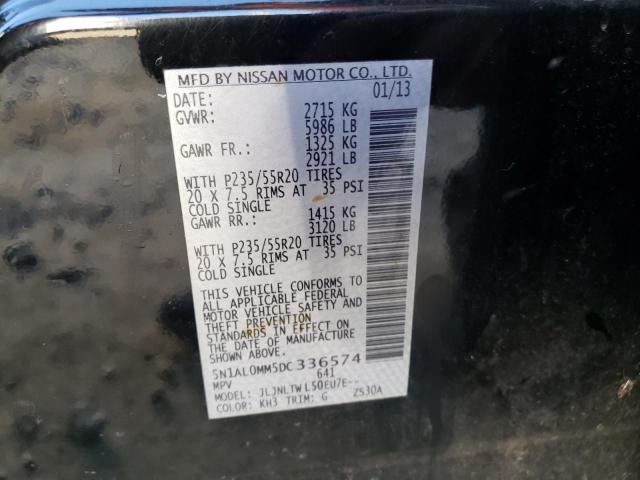 MFD BY NISSAN MOTOR CO., LTD.
DATE: 01/13
GVWR: 2715 KG
5986 LB
GAWR FR.: 1325 KG
2921 LB
WITH P235/55R20 TIRES
20 X 7.5 RIMS AT 35 PSI
COLD SINGLE
GAWR RR.: 1415 KG
3120 LB
WITH P235/55R20 TIRES
20 X 7.5 RIMS AT 35 PSI
COLD SINGLE
THIS VEHICLE CONFORMS TO
ALL APPLICABLE FEDERAL
MOTOR VEHICLE SAFETY AND
THEFT PREVENTION
STANDARDS IN EFFECT ON
THE DATE OF MANUFACTURE
SHOWN ABOVE.
5N1AL0MM5DC336574
MPV 641
MODEL: JLJNLTWL50EU7E--
COLOR: KH3 TRIM: G ZS30A